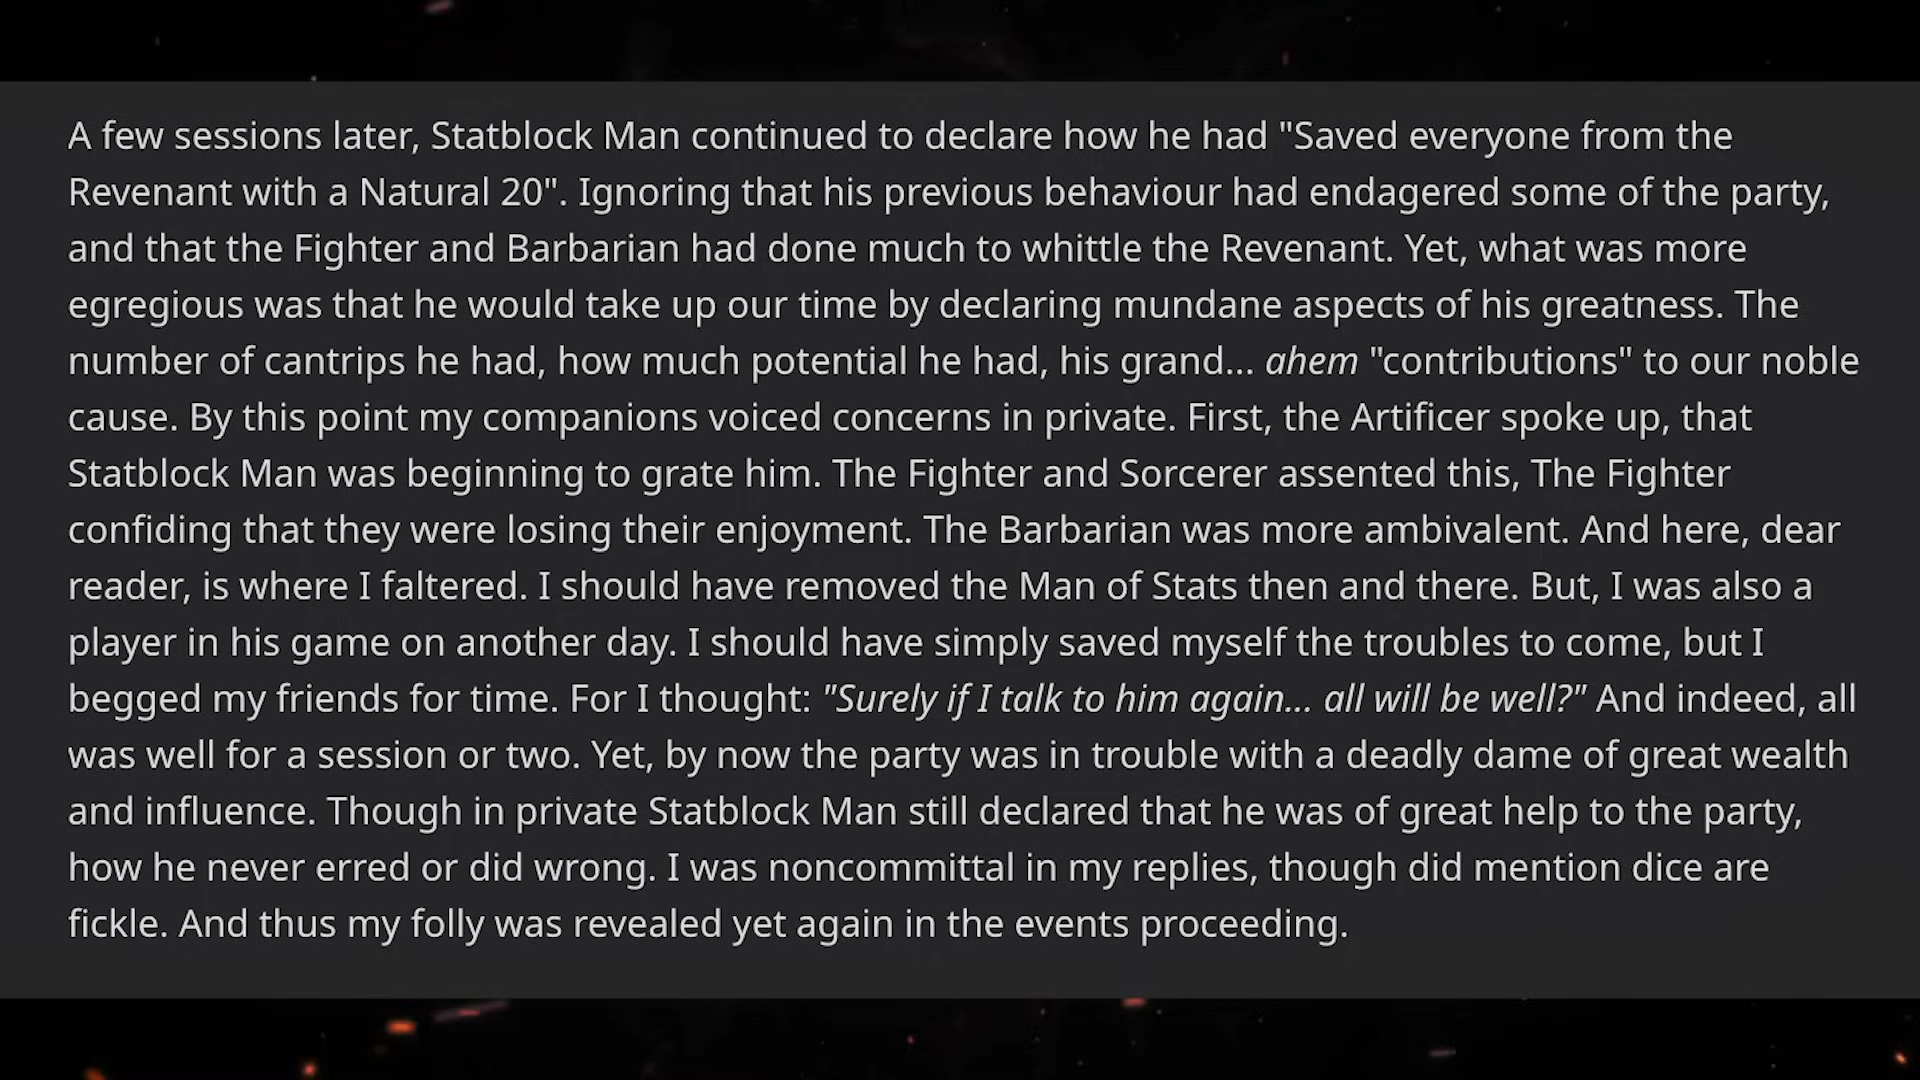 A few sessions later, Statblock Man continued to declare how he had "Saved everyone from the
Revenant with a Natural 20". Ignoring that his previous behaviour had endagered some of the party,
and that the Fighter and Barbarian had done much to whittle the Revenant. Yet, what was more
egregious was that he would take up our time by declaring mundane aspects of his greatness. The
number of cantrips he had, how much potential he had, his grand... ahem "contributions" to our noble
cause. By this point my companions voiced concerns in private. First, the Artificer spoke up, that
Statblock Man was beginning to grate him. The Fighter and Sorcerer assented this, The Fighter
confiding that they were losing their enjoyment. The Barbarian was more ambivalent. And here, dear
reader, is where I faltered. I should have removed the Man of Stats then and there. But, I was also a
player in his game on another day. I should have simply saved myself the troubles to come, but I
begged my friends for time. For I thought: "Surely if I talk to him again... all will be well?" And indeed, all
was well for a session or two. Yet, by now the party was in trouble with a deadly dame of great wealth
and influence. Though in private Statblock Man still declared that he was of great help to the party,
how he never erred or did wrong. I was noncommittal in my replies, though did mention dice are
fickle. And thus my folly was revealed yet again in the events proceeding.